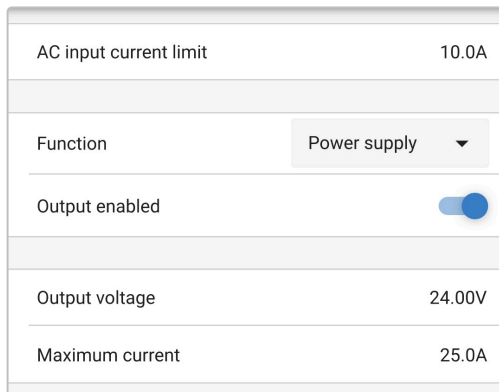 AC input current limit 10.0A
Function Power supply
Output enabled
Output voltage 24.00V
Maximum current 25.0A